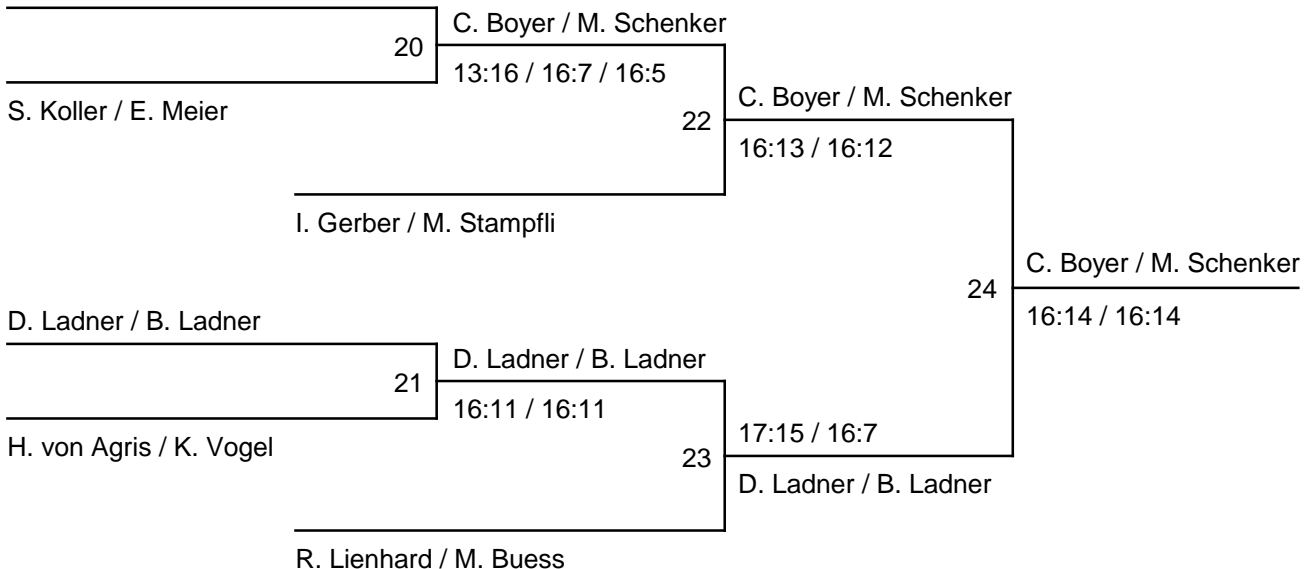 C. Boyer / M. Schenker
20
13:16 / 16:7 / 16:5
S. Koller / E. Meier
C. Boyer / M. Schenker
22
16:13 / 16:12
I. Gerber / M. Stampfli
C. Boyer / M. Schenker
24
16:14 / 16:14
D. Ladner / B. Ladner
D. Ladner / B. Ladner
21
16:11 / 16:11
H. von Agris / K. Vogel
17:15 / 16:7
23
D. Ladner / B. Ladner
R. Lienhard / M. Buess